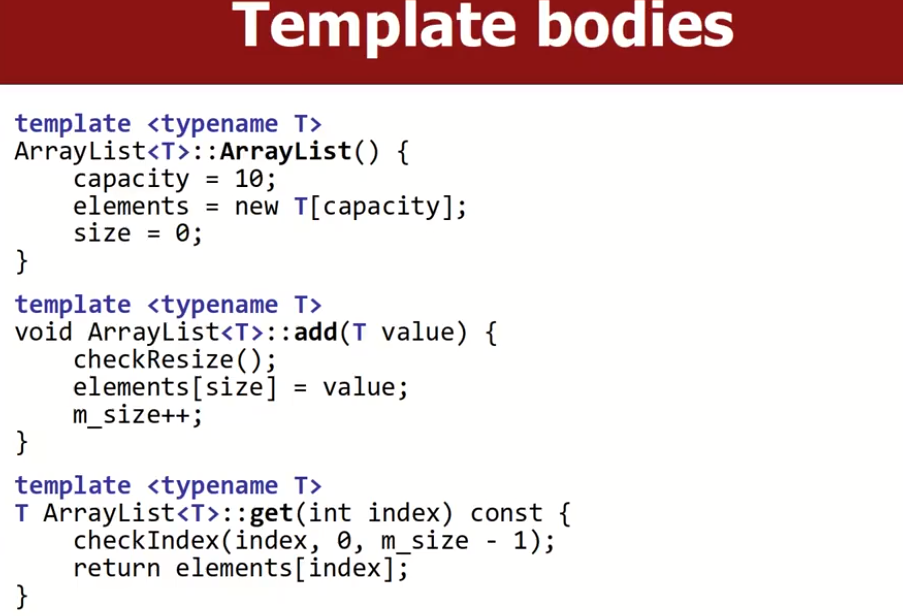 Template bodies
template <typename T>
ArrayList<T>::ArrayList() {
    capacity = 10;
    elements = new T[capacity];
    size = 0;
}
template <typename T>
void ArrayList<T>::add(T value) {
    checkResize();
    elements[size] = value;
    m_size++;
}
template <typename T>
T ArrayList<T>::get(int index) const {
    checkIndex(index, 0, m_size - 1);
    return elements[index];
}